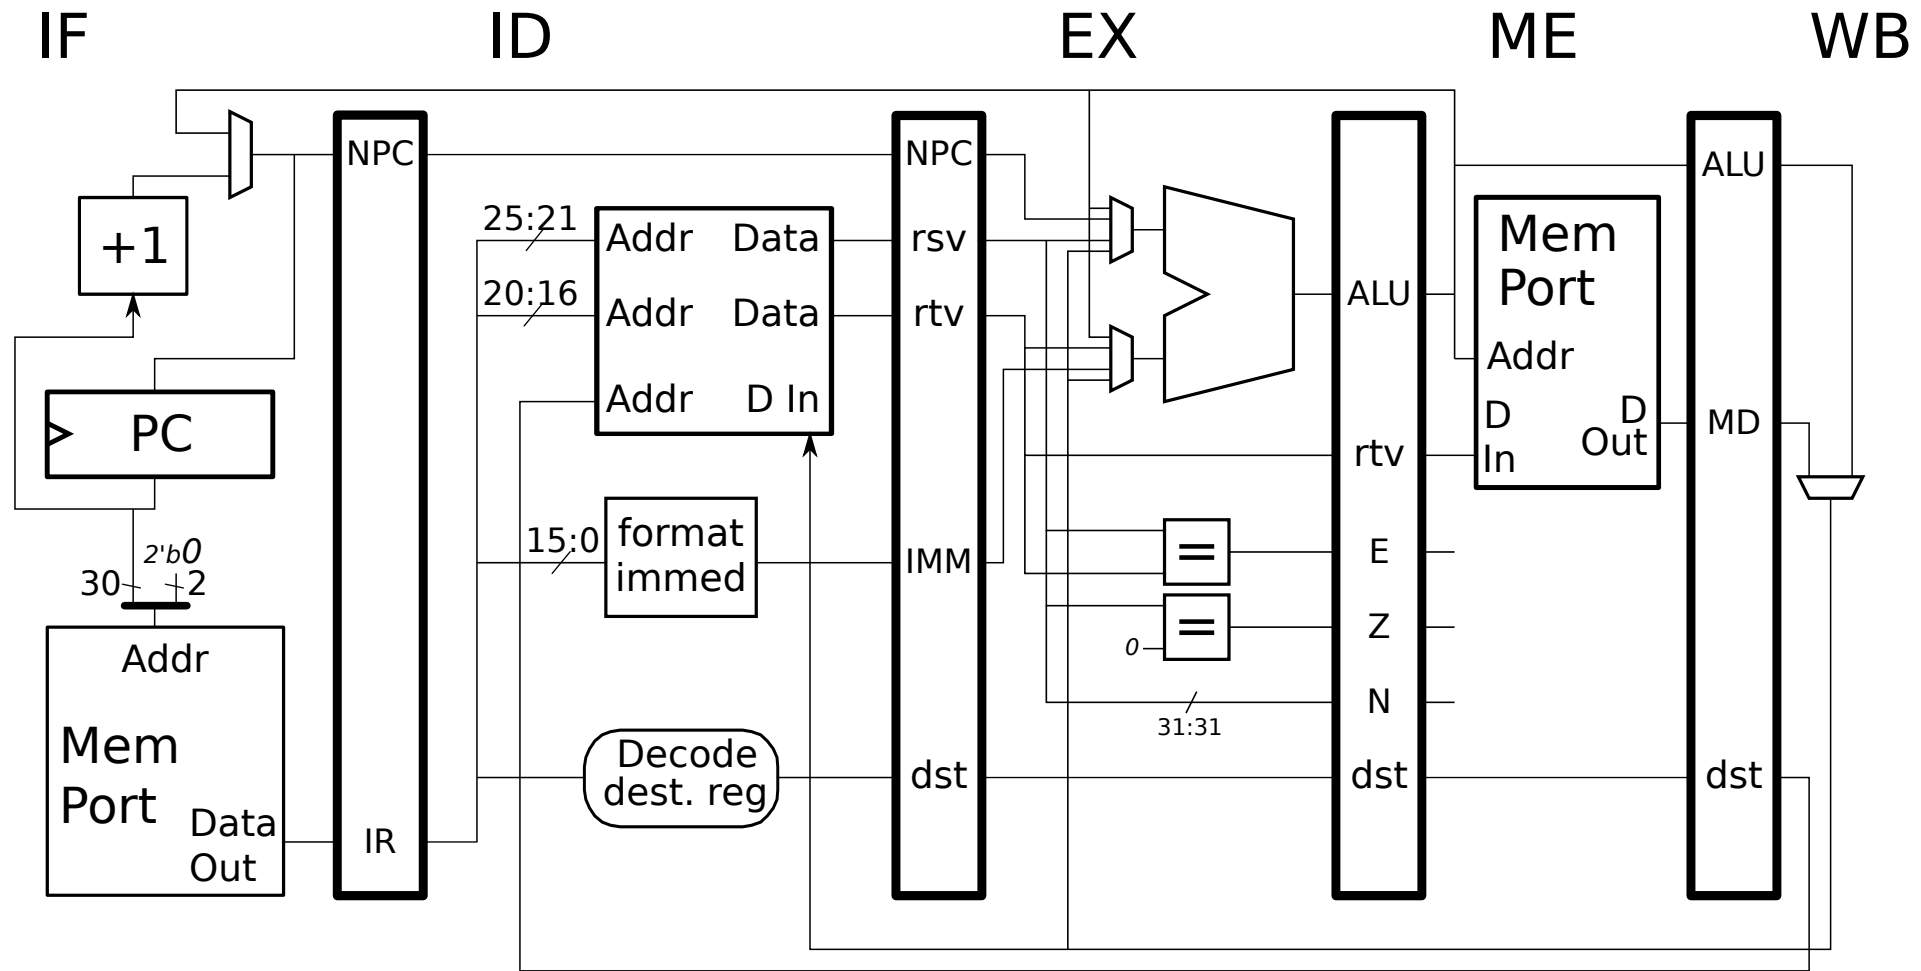 IF
ID
EX
ME
WB
+1
PC
30
2'b0
2
Addr
Mem
Port
Data
Out
NPC
IR
25:21
20:16
Addr
Data
Addr
Data
Addr
D In
15:0
format
immed
Decode
dest. reg
NPC
rsv
rtv
IMM
dst
=
=
0
31:31
ALU
rtv
E
Z
N
dst
Mem
Port
Addr
D
In
D
Out
ALU
MD
dst